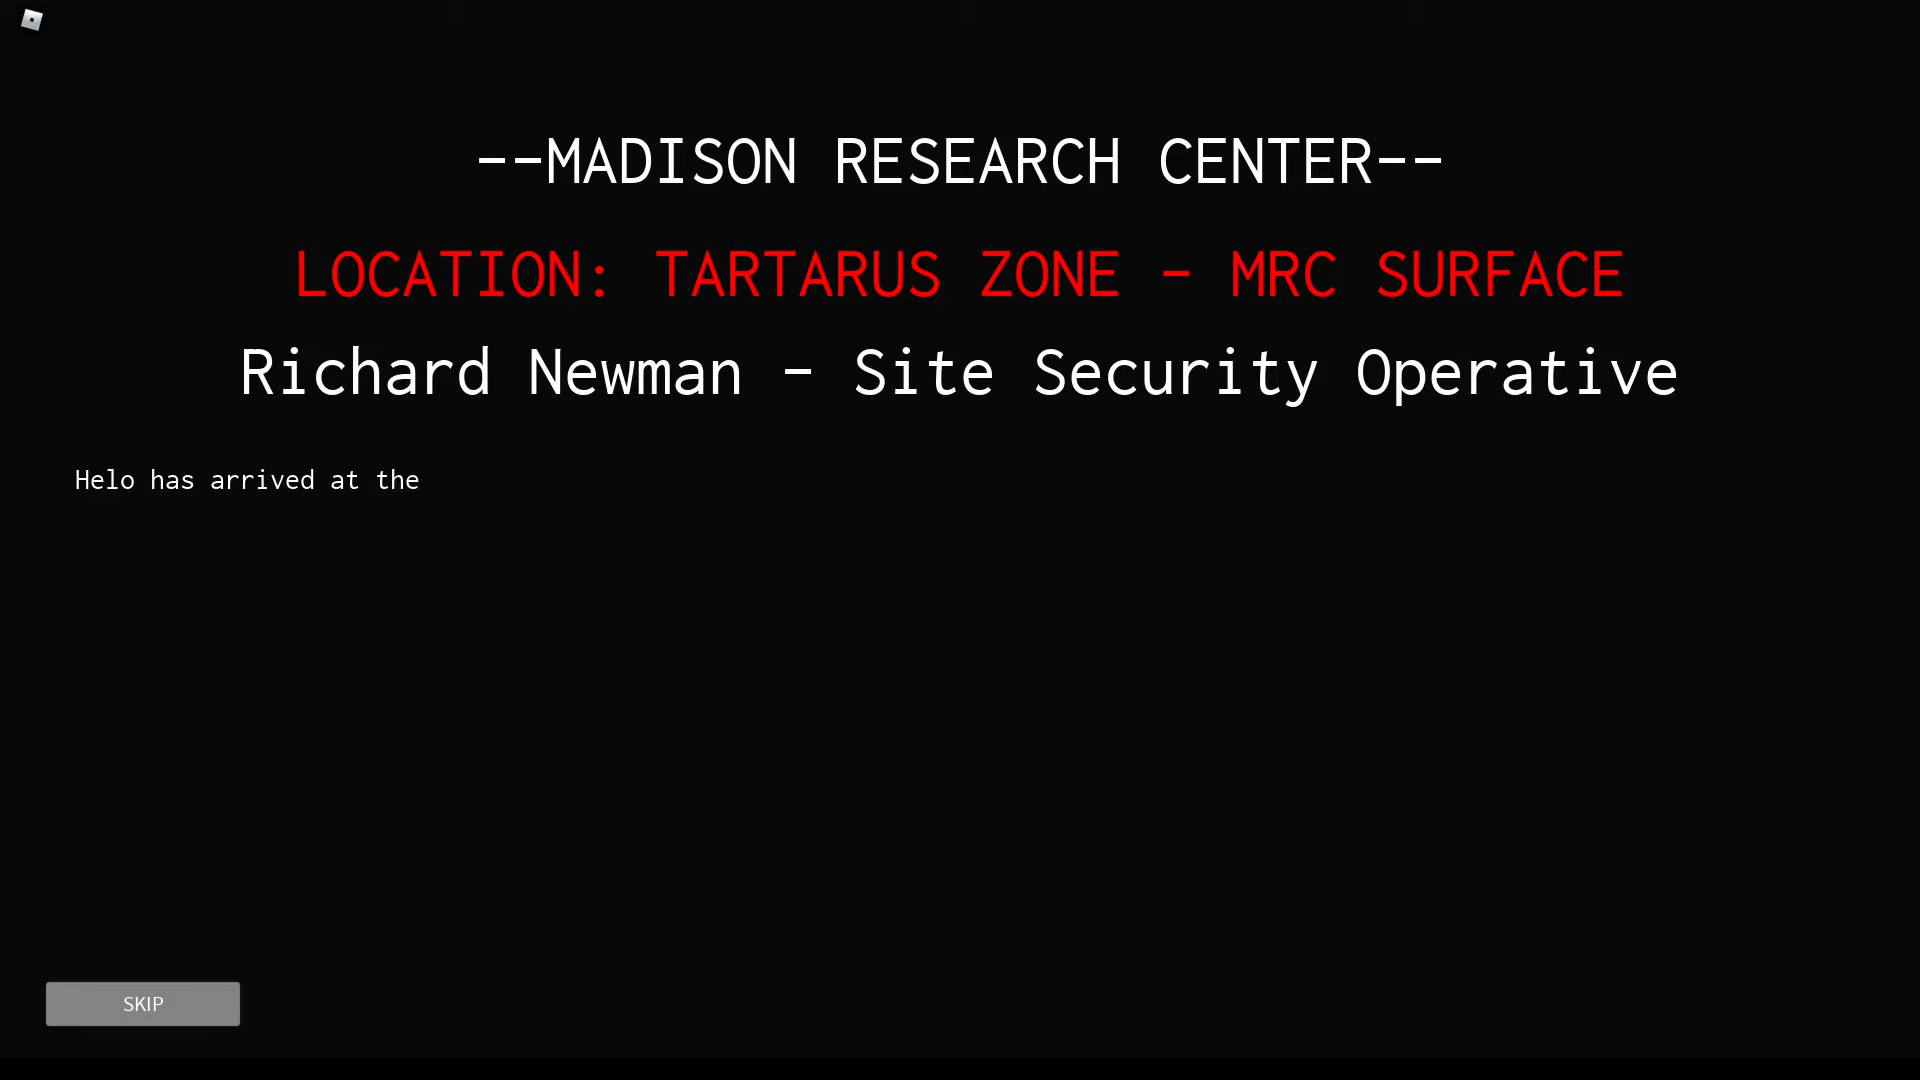 --MADISON RESEARCH CENTER--
LOCATION: TARTARUS ZONE - MRC SURFACE
Richard Newman - Site Security Operative
Helo has arrived at the
SKIP